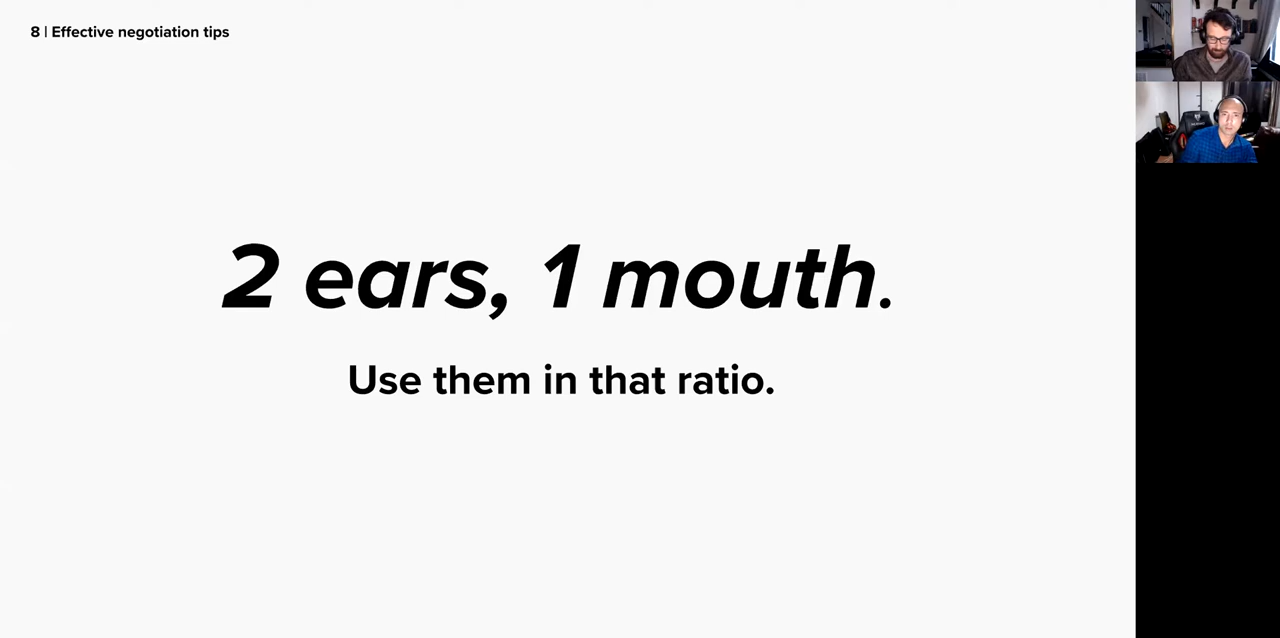 8 | Effective negotiation tips
2 ears, 1 mouth.
Use them in that ratio.